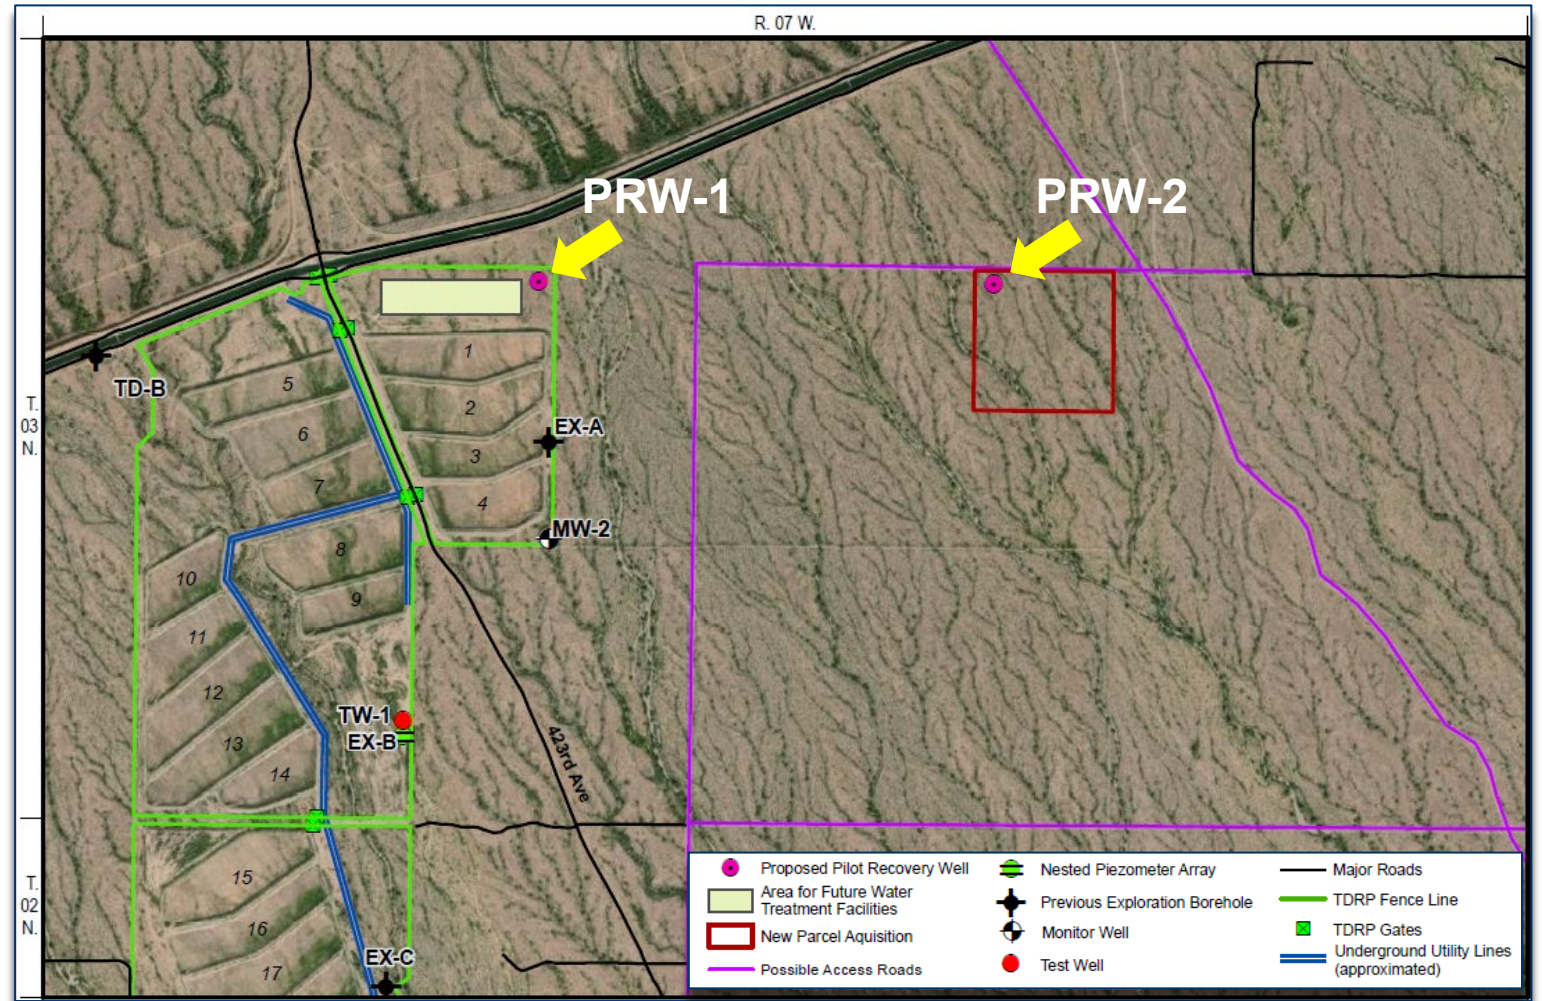 R. 07 W.
PRW-1
PRW-2
TD-B
T.
03
N.
1
5
2
6
EX-A
3
7
4
MW-2
8
10
9
11
12
TW-1
EX-B
13
14
423rd Ave
15
T.
02
N.
16
EX-C
17
Proposed Pilot Recovery Well
Area for Future Water
Treatment Facilities
New Parcel Aquisition
Possible Access Roads
Nested Piezometer Array
Previous Exploration Borehole
Monitor Well
Test Well
Major Roads
TDRP Fence Line
TDRP Gates
Underground Utility Lines
(approximated)